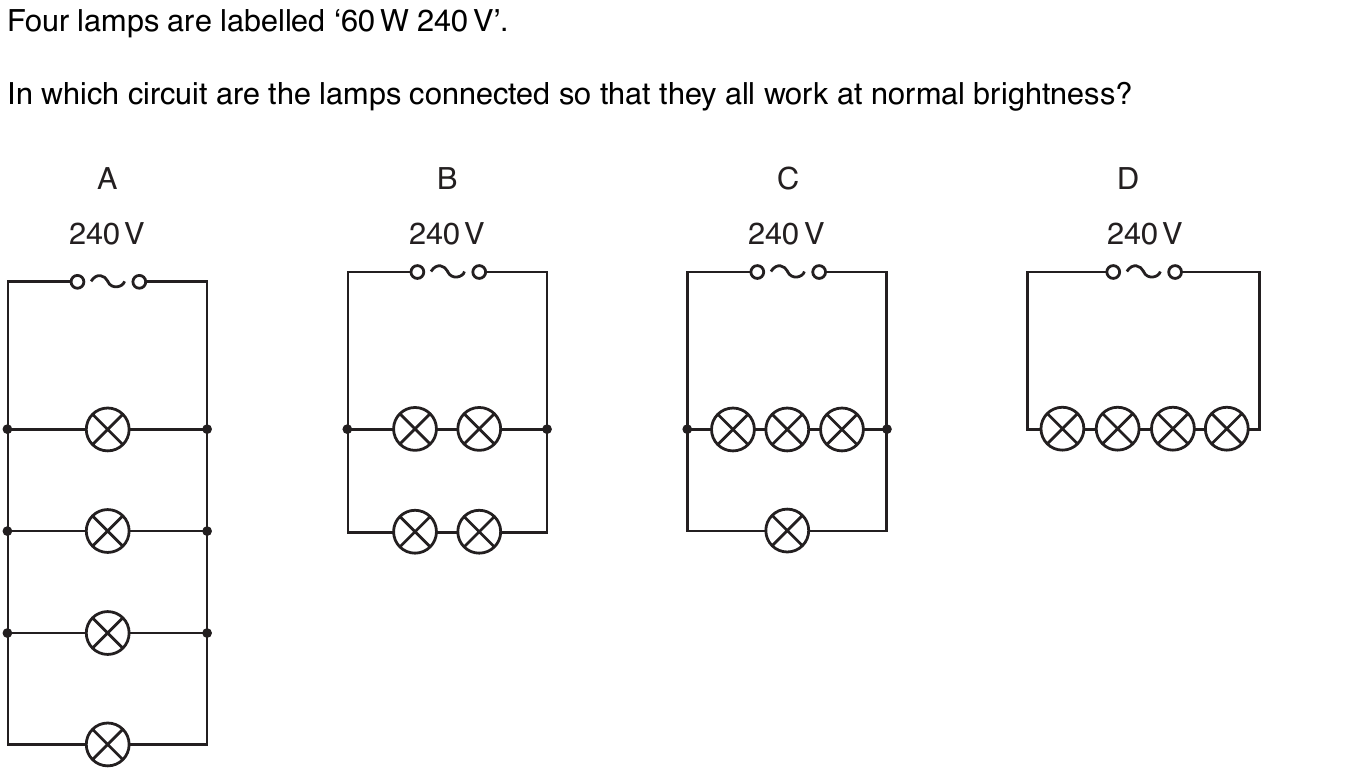 Four lamps are labelled ‘60 W 240 V’.
In which circuit are the lamps connected so that they all work at normal brightness?
A B C D
240 V 240 V 240 V 240 V